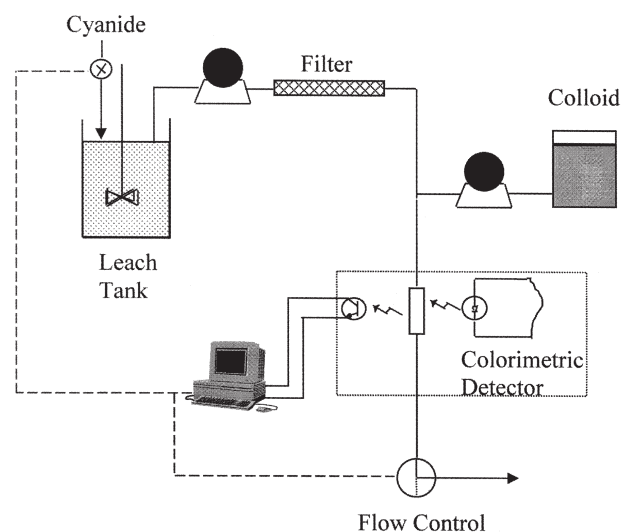 Cyanide
Filter
Colloid
Leach
Tank
Colorimetric
Detector
Flow Control